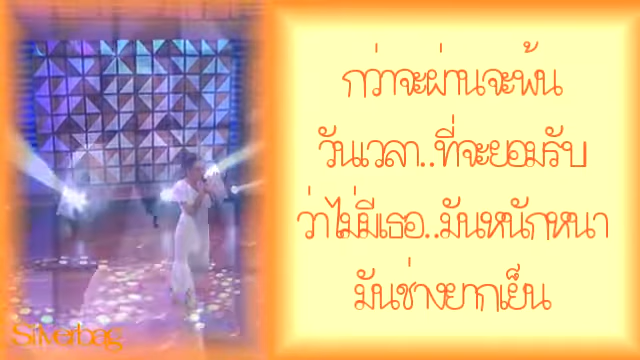 กว่าจะผ่านจะพ้น
วันเวลา..ที่จะยอมรับ
ว่าไม่มีเธอ..มันหนักหนา
มันช่างยากเย็น
Silverbag